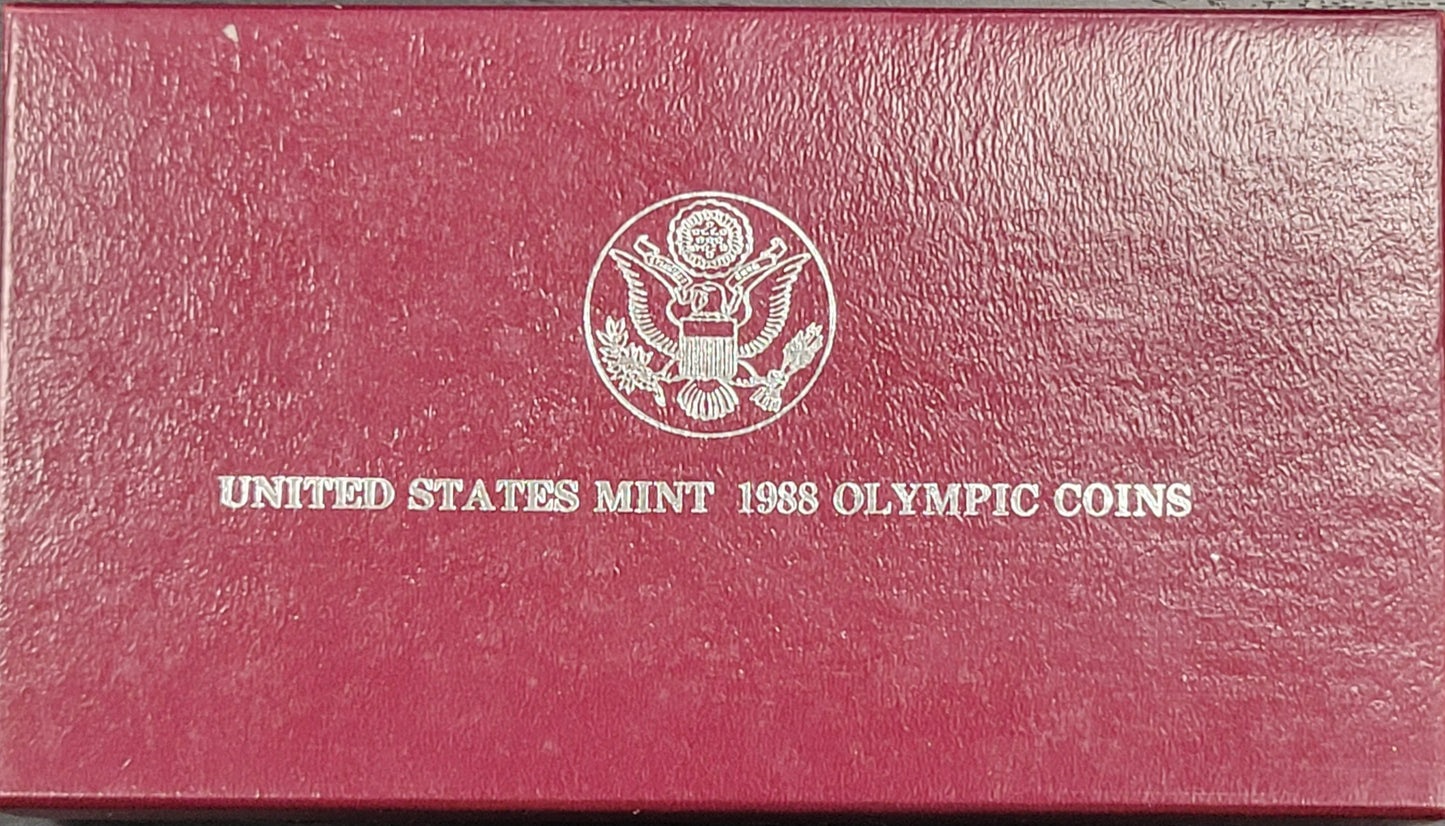 UNITED STATES MINT 1988 OLYMPIC COINS